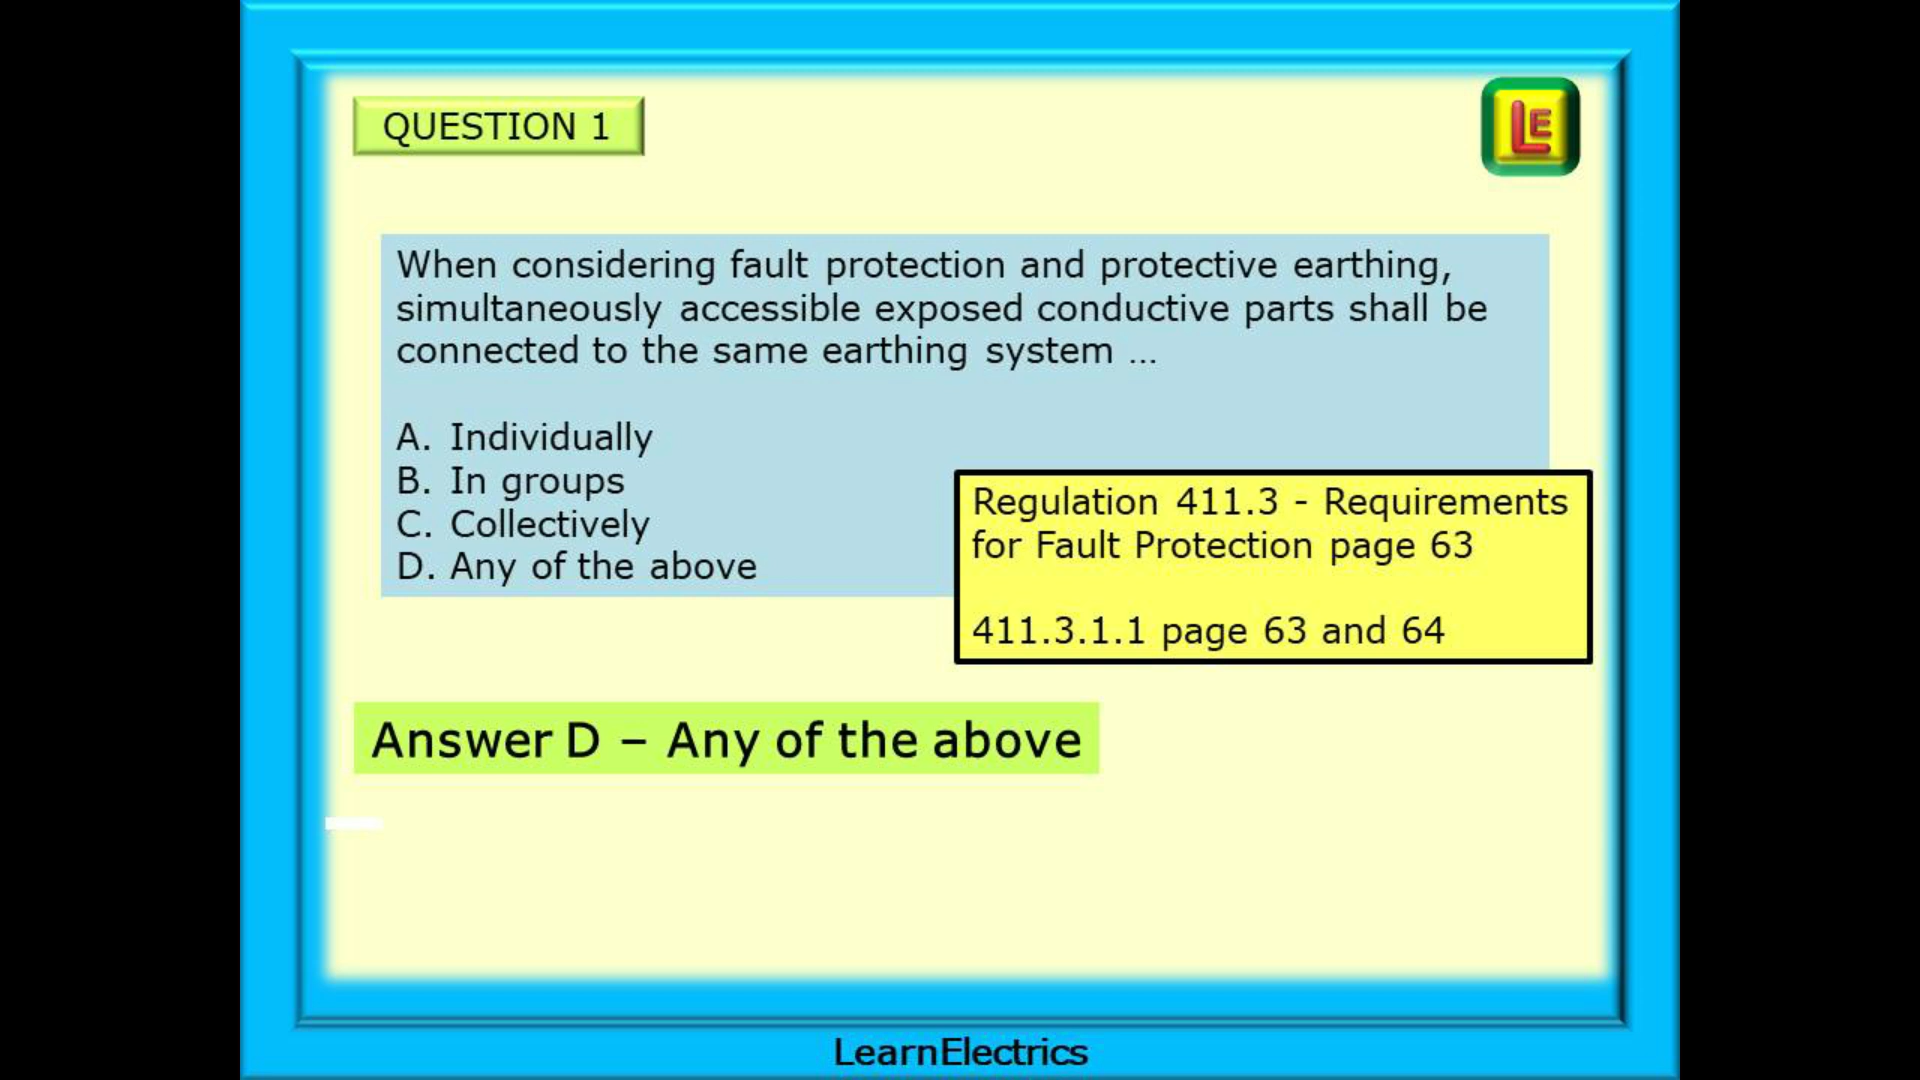 QUESTION 1
LE
When considering fault protection and protective earthing,
simultaneously accessible exposed conductive parts shall be
connected to the same earthing system ...
A. Individually
B. In groups
C. Collectively
D. Any of the above
Regulation 411.3 - Requirements
for Fault Protection page 63
411.3.1.1 page 63 and 64
Answer D – Any of the above
LearnElectrics